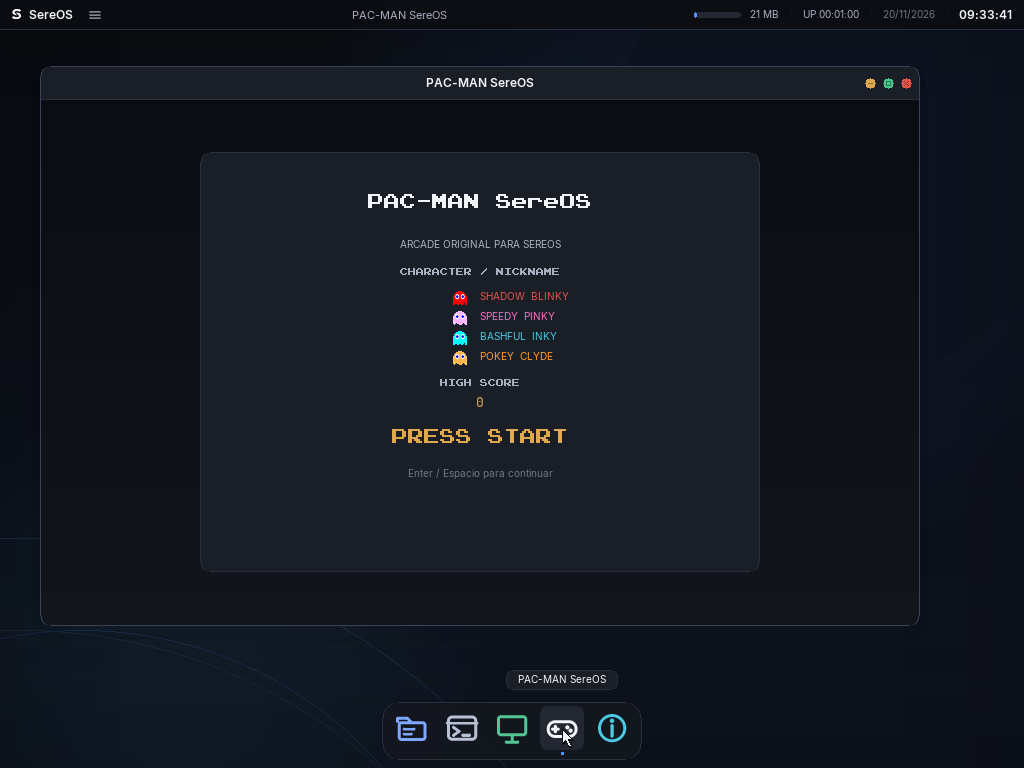 SereOS
PAC-MAN SereOS
21 MB
UP 00:01:00
20/11/2026
09:33:41
PAC-MAN SereOS
PAC-MAN SereOS
ARCADE ORIGINAL PARA SEREOS
CHARACTER / NICKNAME
SHADOW BLINKY
SPEEDY PINKY
BASHFUL INKY
POKEY CLYDE
HIGH SCORE
0
PRESS START
Enter / Espacio para continuar
PAC-MAN SereOS